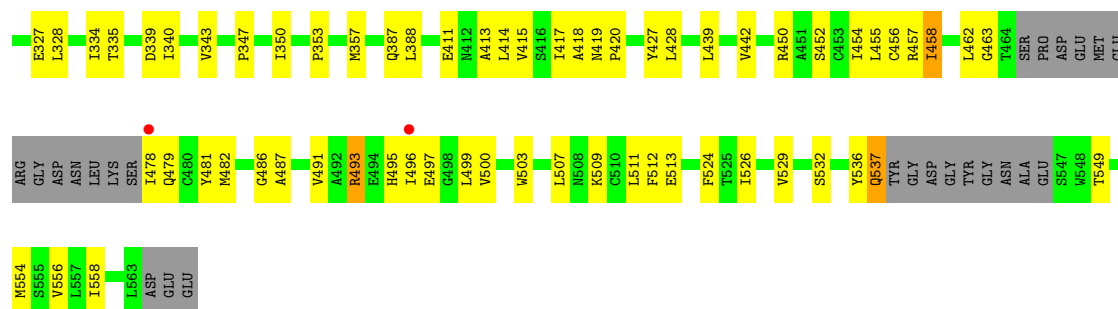 E327 L328 I334 T335 D339 I340 V343 P347 I350 P353 M357 Q387 L388 E411 N412 A413 L414 V415 S416 I417 A418 N419 P420 Y427 L428 L439 V442 R450 A451 S452 C453 I454 L455 C456 R457 I458 L462 G463 T464 SER PRO ASP GLU MET GLU
ARG GLY ASP ASN LEU LYS SER I478 Q479 C480 Y481 M482 G486 A487 V491 A492 R493 E494 H495 I496 E497 G498 L499 V500 W503 L507 N508 K509 C510 L511 F512 E513 F524 T525 I526 V529 S532 Y536 Q537 TYR GLY ASP GLY TYR GLY ASN ALA GLU S547 W548 T549
M554 S555 V556 L557 I558 L563 ASP GLU GLU